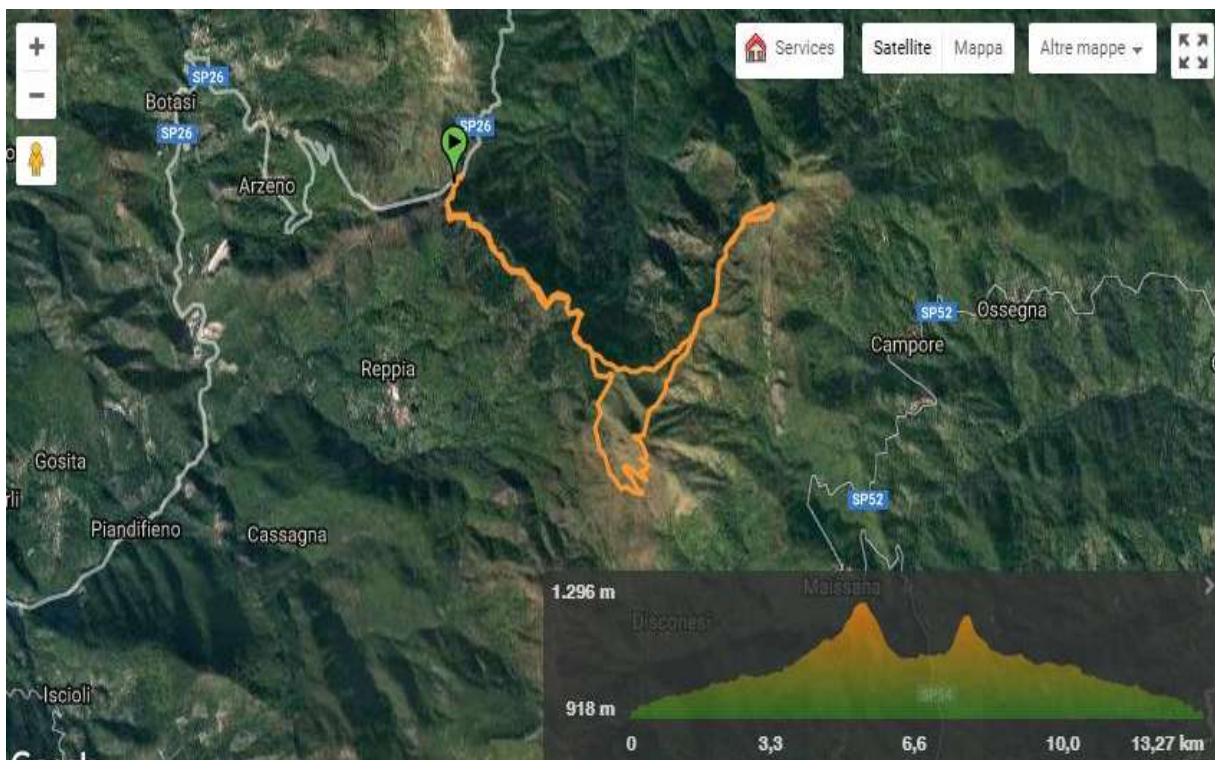 +
Services
Satellite Mappa
Altre mappe
−
SP26
Botasi
SP26
SP26
Arzeno
SP52
Ossegna
Campore
Reppia
Gosita
rli
SP52
Piandifieno
Cassagna
Maissana
1.296 m
Disconesi
Iscioli
918 m
0 3,3 6,6 10,0 13,27 km